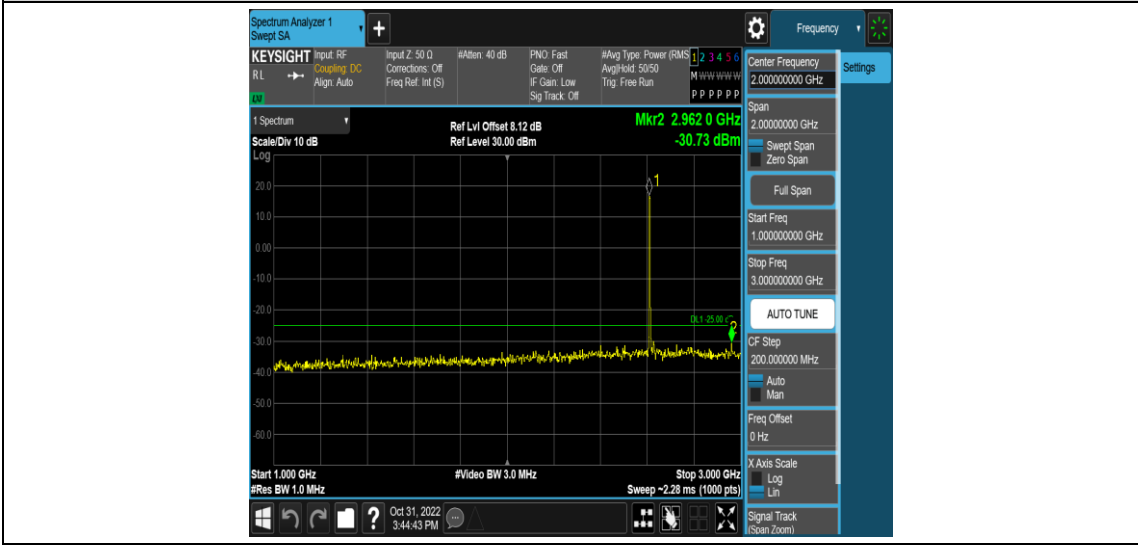 Spectrum Analyzer 1
Swept SA
+
Frequency
KEYSIGHT
RL
LXI
Input: RF
Coupling: DC
Align: Auto
Input Z: 50 Ω
Corrections: Off
Freq Ref: Int (S)
#Atten: 40 dB
PNO: Fast
Gate: Off
IF Gain: Low
Sig Track: Off
#Avg Type: Power (RMS
Avg|Hold: 50/50
Trig: Free Run
1 2 3 4 5 6
M W W W W W
P P P P P P
1 Spectrum
Scale/Div 10 dB
Log
Ref Lvl Offset 8.12 dB
Ref Level 30.00 dBm
Mkr2 2.962 0 GHz
-30.73 dBm
1
20.0
10.0
0.00
-10.0
-20.0
DL1 -25.00
2
-30.0
-40.0
-50.0
-60.0
Start 1.000 GHz
#Res BW 1.0 MHz
#Video BW 3.0 MHz
Stop 3.000 GHz
Sweep ~2.28 ms (1000 pts)
?
Oct 31, 2022
3:44:43 PM
Center Frequency
2.000000000 GHz
Span
2.00000000 GHz
Swept Span
Zero Span
Full Span
Start Freq
1.000000000 GHz
Stop Freq
3.000000000 GHz
AUTO TUNE
CF Step
200.000000 MHz
Auto
Man
Freq Offset
0 Hz
X Axis Scale
Log
Lin
Signal Track
(Span Zoom)
Settings